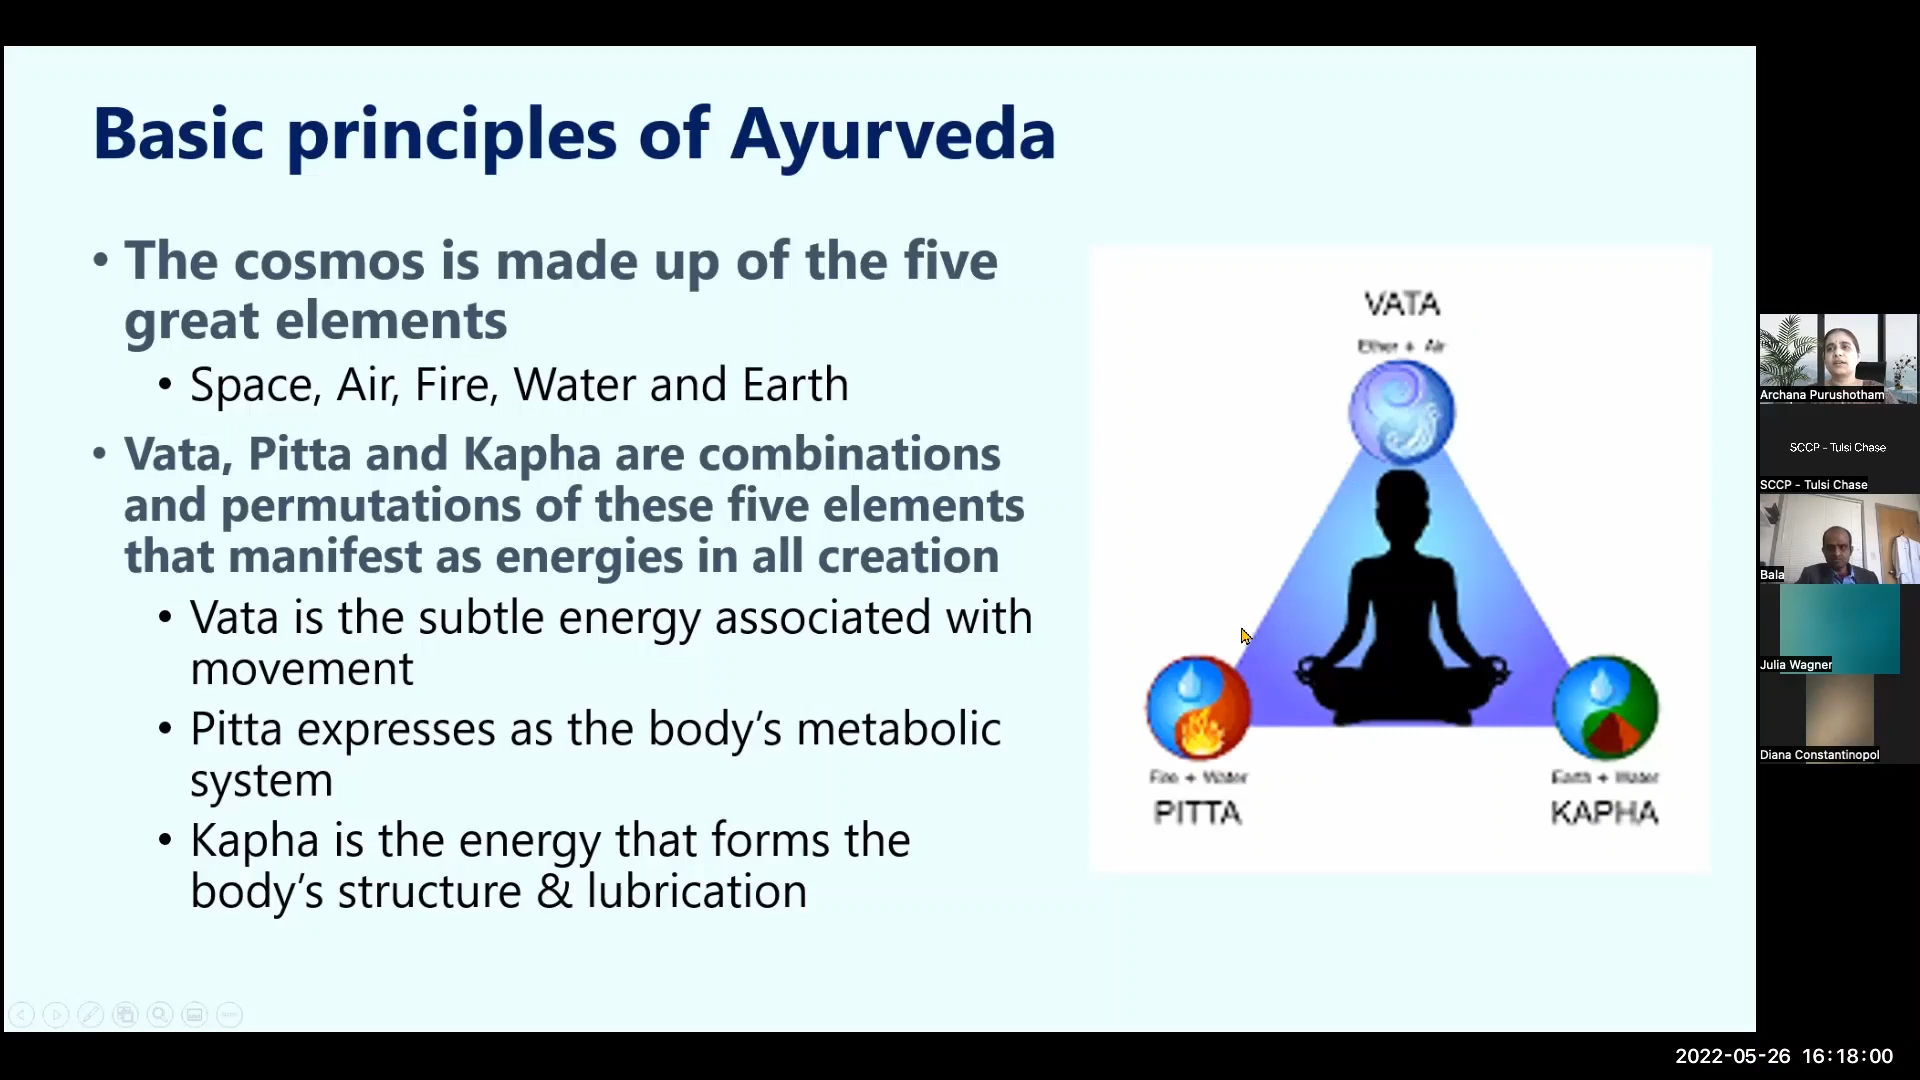 Basic principles of Ayurveda
• The cosmos is made up of the five
great elements
• Space, Air, Fire, Water and Earth
• Vata, Pitta and Kapha are combinations
and permutations of these five elements
that manifest as energies in all creation
• Vata is the subtle energy associated with
movement
• Pitta expresses as the body’s metabolic
system
• Kapha is the energy that forms the
body’s structure & lubrication
VATA
Ether + Air
Fire + Water
PITTA
Earth + Water
KAPHA
Archana Purushotham
SCCP - Tulsi Chase
SCCP - Tulsi Chase
Bala
Julia Wagner
Diana Constantinopol
2022-05-26 16:18:00